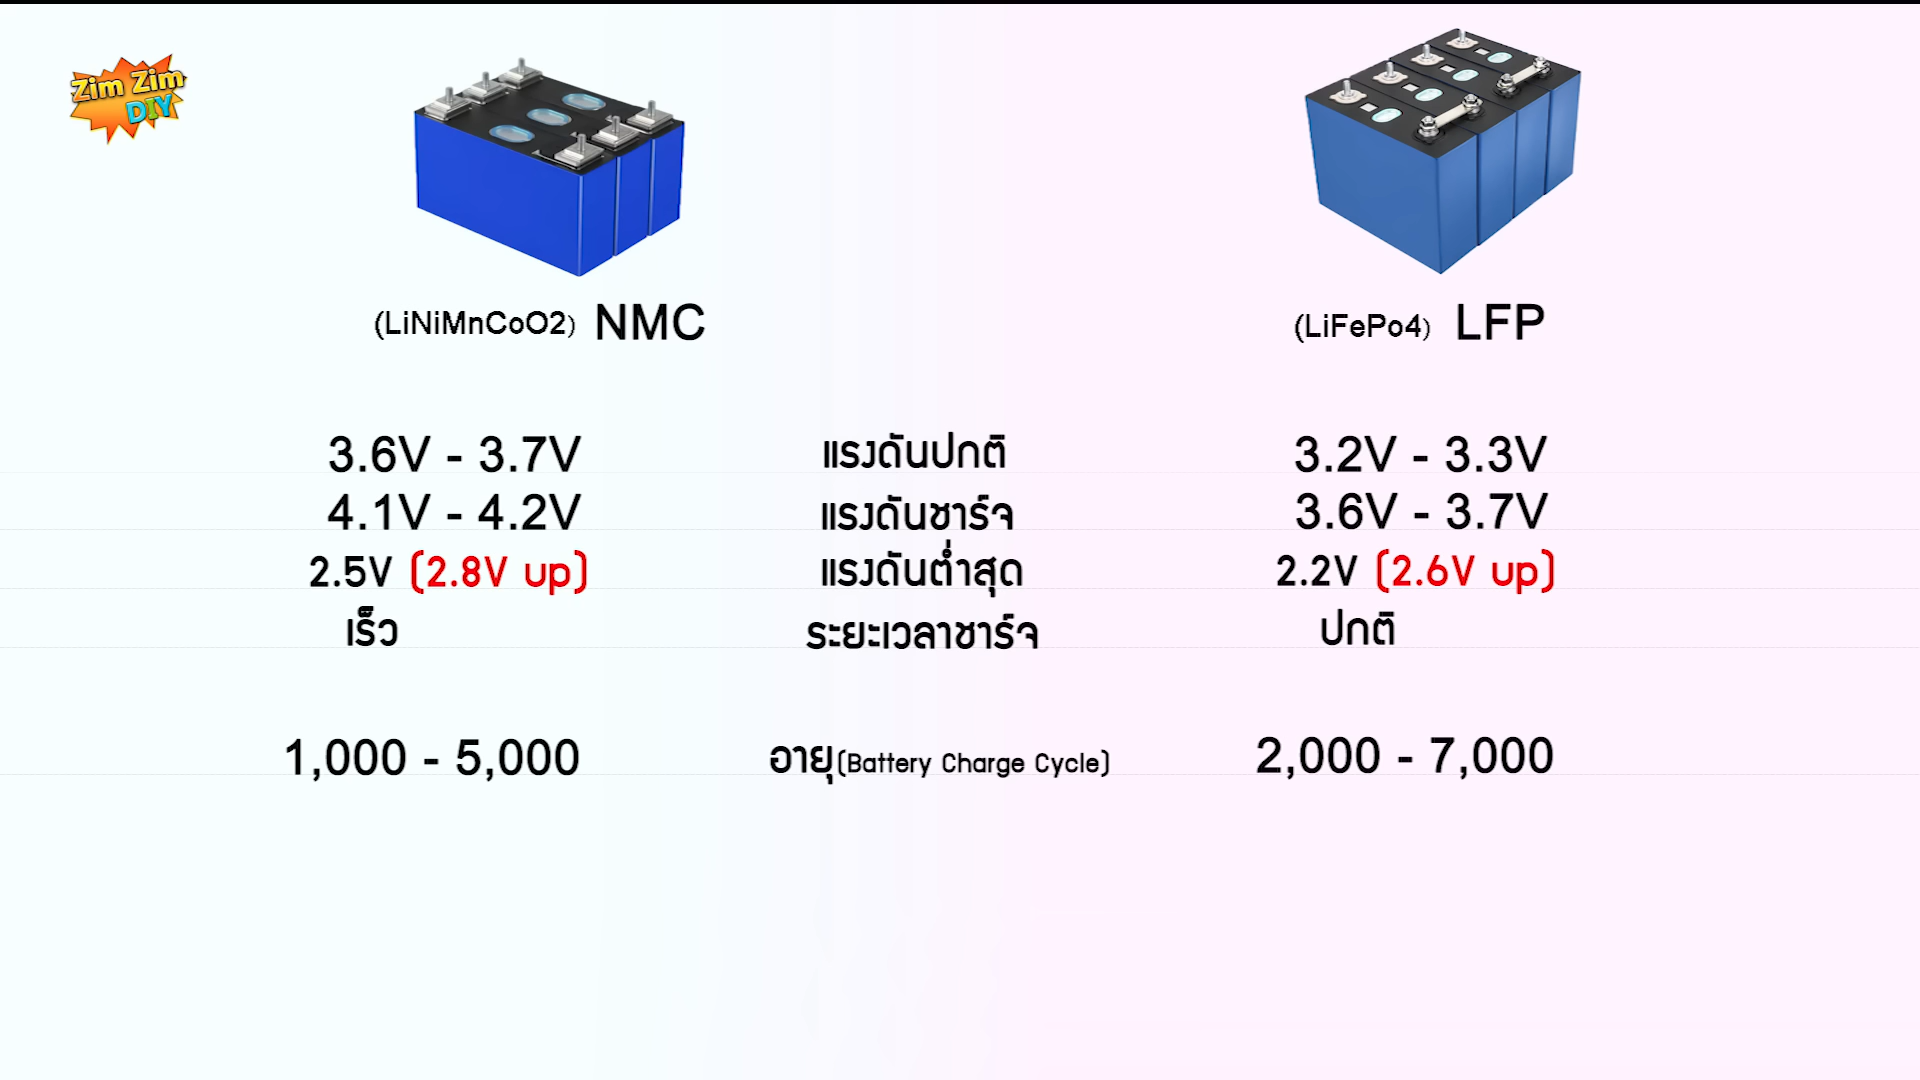 Zim Zim
DIY
(LiNiMnCoO2) NMC
(LiFePo4) LFP
3.6V - 3.7V แรงดันปกติ 3.2V - 3.3V
4.1V - 4.2V แรงดันชาร์จ 3.6V - 3.7V
2.5V (2.8V up) แรงดันต่ำสุด 2.2V (2.6V up)
เร็ว ระยะเวลาชาร์จ ปกติ
1,000 - 5,000 อายุ(Battery Charge Cycle) 2,000 - 7,000